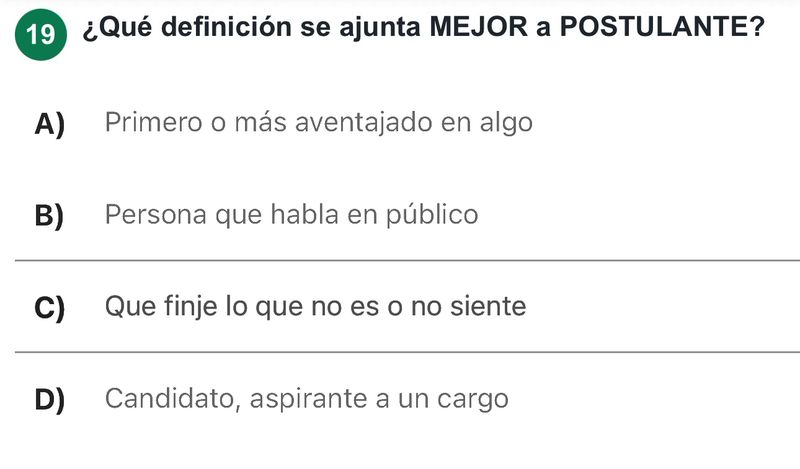 19 ¿Qué definición se ajunta MEJOR a POSTULANTE?
A) Primero o más aventajado en algo
B) Persona que habla en público
C) Que finje lo que no es o no siente
D) Candidato, aspirante a un cargo